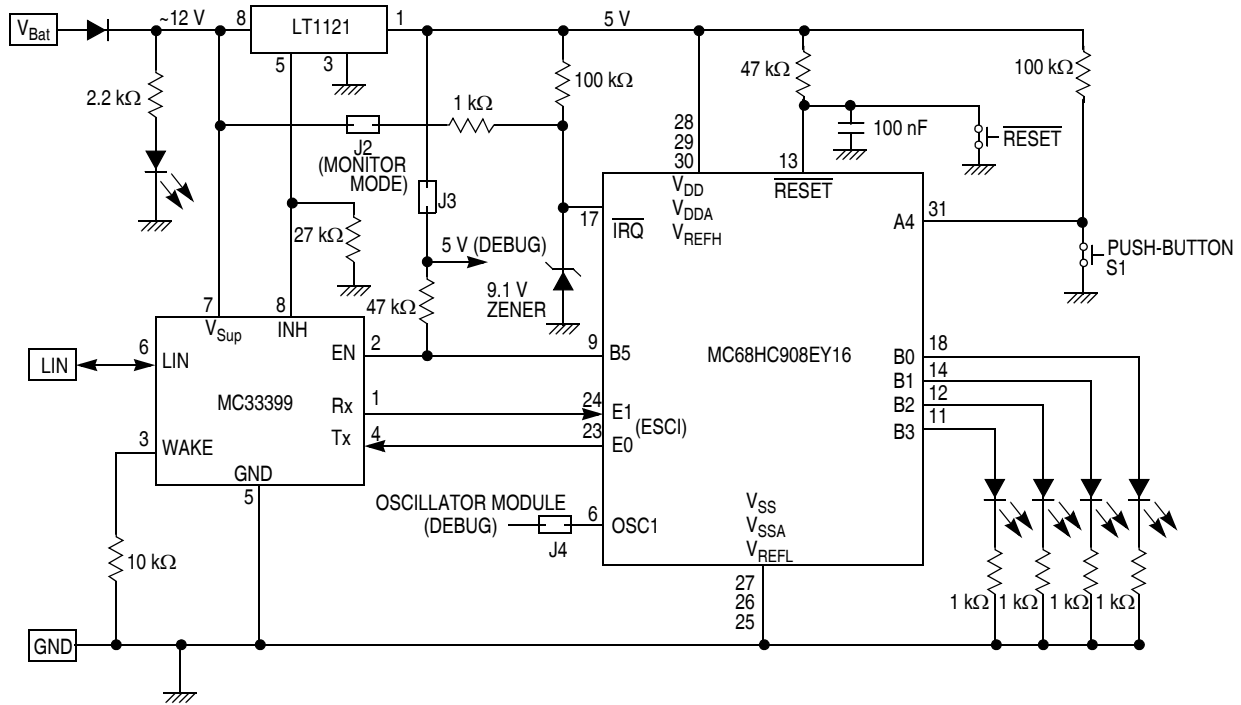 V_Bat
~12 V
8
LT1121
1
5 V
5
3
2.2 kΩ
1 kΩ
100 kΩ
47 kΩ
100 kΩ
J2
(MONITOR
MODE)
28
29
30
13
100 nF
RESET
J3
V_DD
V_DDA
V_REFH
RESET
17
IRQ
A4
31
27 kΩ
5 V (DEBUG)
PUSH-BUTTON
S1
47 kΩ
9.1 V
ZENER
7
8
V_Sup
INH
6
LIN
LIN
EN
2
9
B5
MC68HC908EY16
B0
18
MC33399
B1
14
Rx
1
24
E1
B2
12
(ESCI)
B3
11
Tx
4
23
E0
3
WAKE
GND
5
OSCILLATOR MODULE
(DEBUG)
J4
6
OSC1
V_SS
V_SSA
V_REFL
10 kΩ
27
26
25
1 kΩ
1 kΩ
1 kΩ
1 kΩ
GND